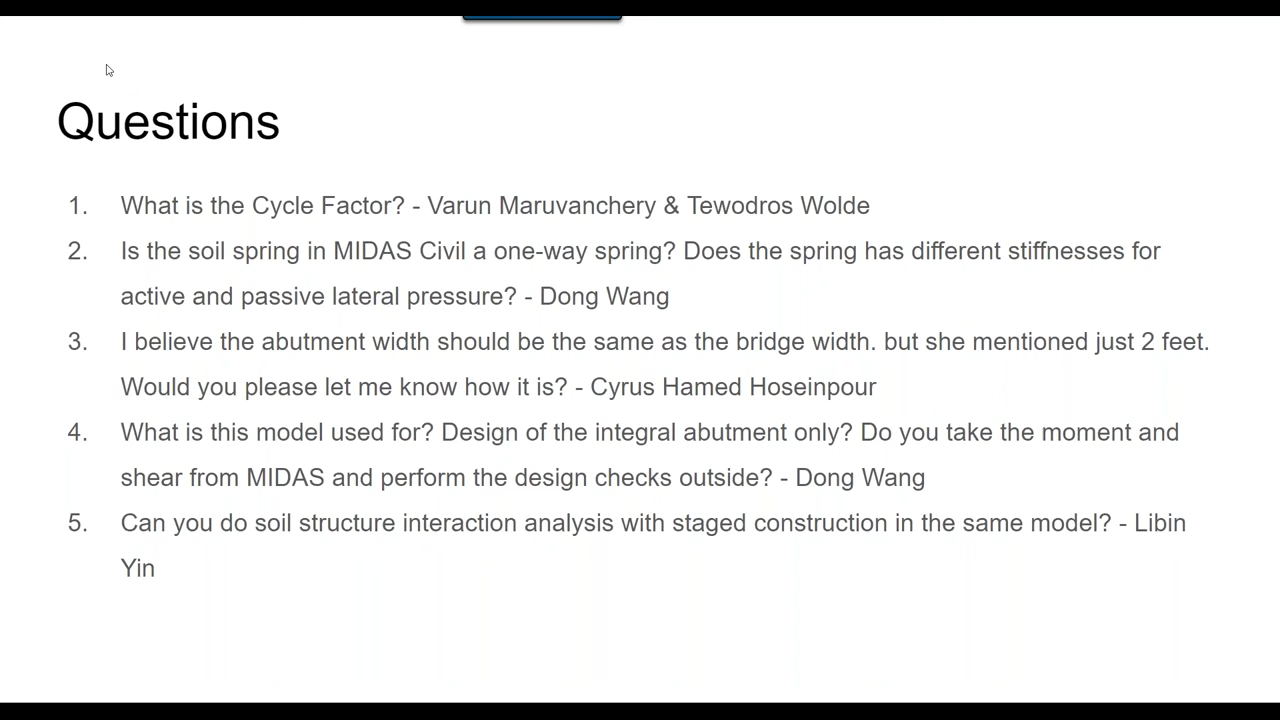 Questions
1. What is the Cycle Factor? - Varun Maruvanchery & Tewodros Wolde
2. Is the soil spring in MIDAS Civil a one-way spring? Does the spring has different stiffnesses for
active and passive lateral pressure? - Dong Wang
3. I believe the abutment width should be the same as the bridge width. but she mentioned just 2 feet.
Would you please let me know how it is? - Cyrus Hamed Hoseinpour
4. What is this model used for? Design of the integral abutment only? Do you take the moment and
shear from MIDAS and perform the design checks outside? - Dong Wang
5. Can you do soil structure interaction analysis with staged construction in the same model? - Libin
Yin